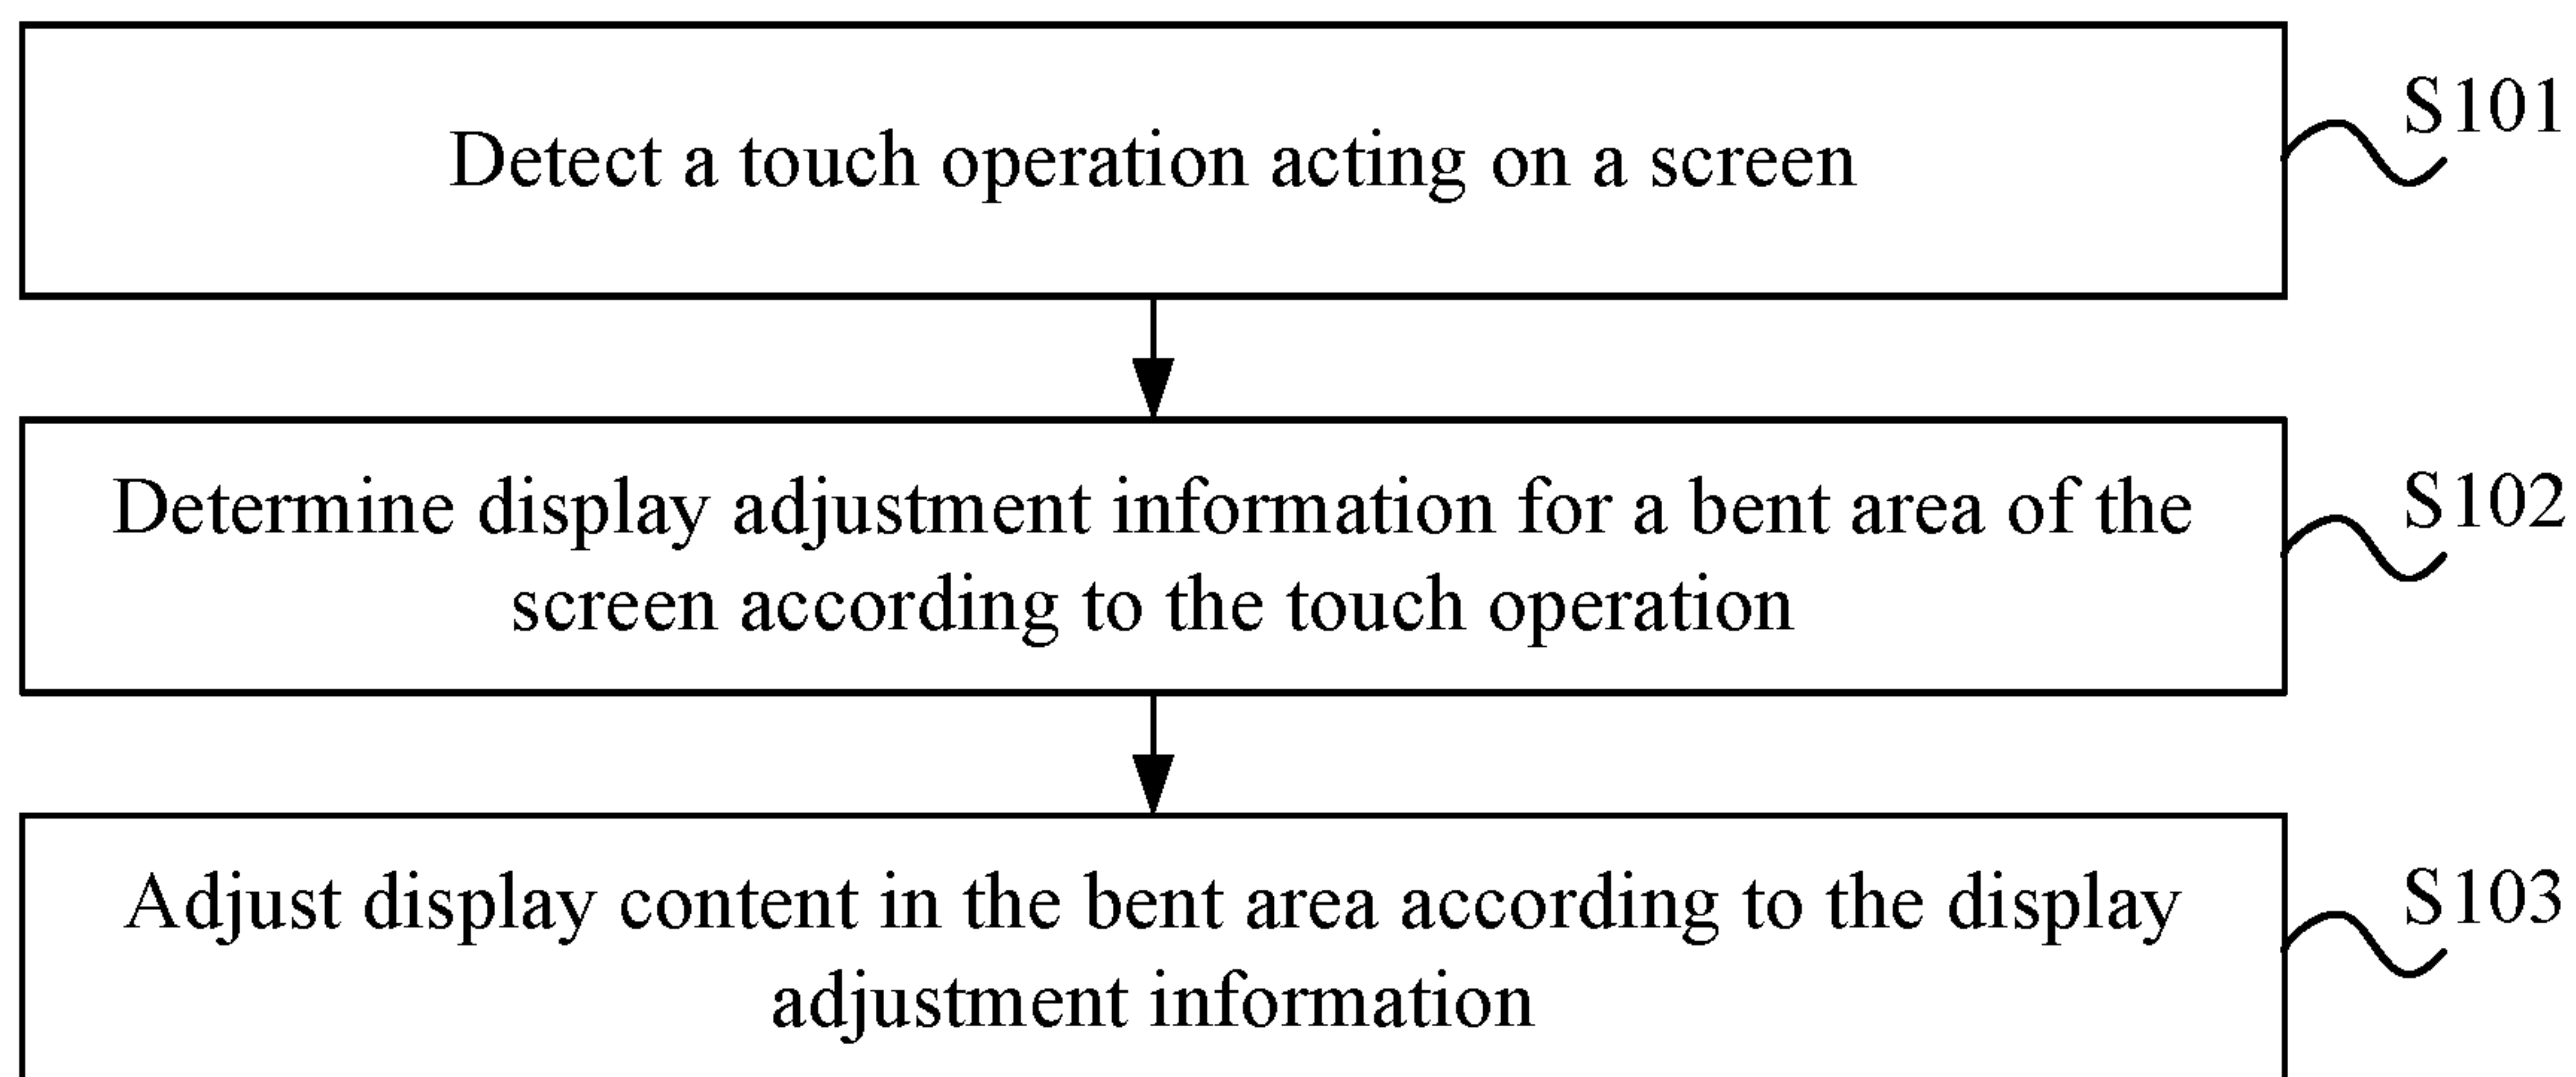 Detect a touch operation acting on a screen
S101
Determine display adjustment information for a bent area of the
screen according to the touch operation
S102
Adjust display content in the bent area according to the display
adjustment information
S103